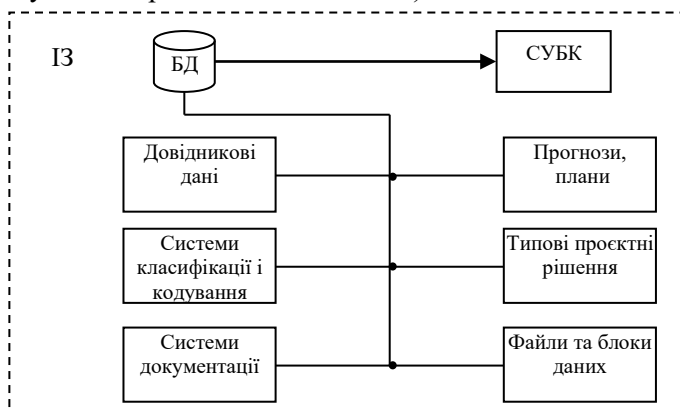 ІЗ
БД
СУБК
Довідникові
дані
Прогнози,
плани
Системи
класифікації і
кодування
Типові проєктні
рішення
Системи
документації
Файли та блоки
даних